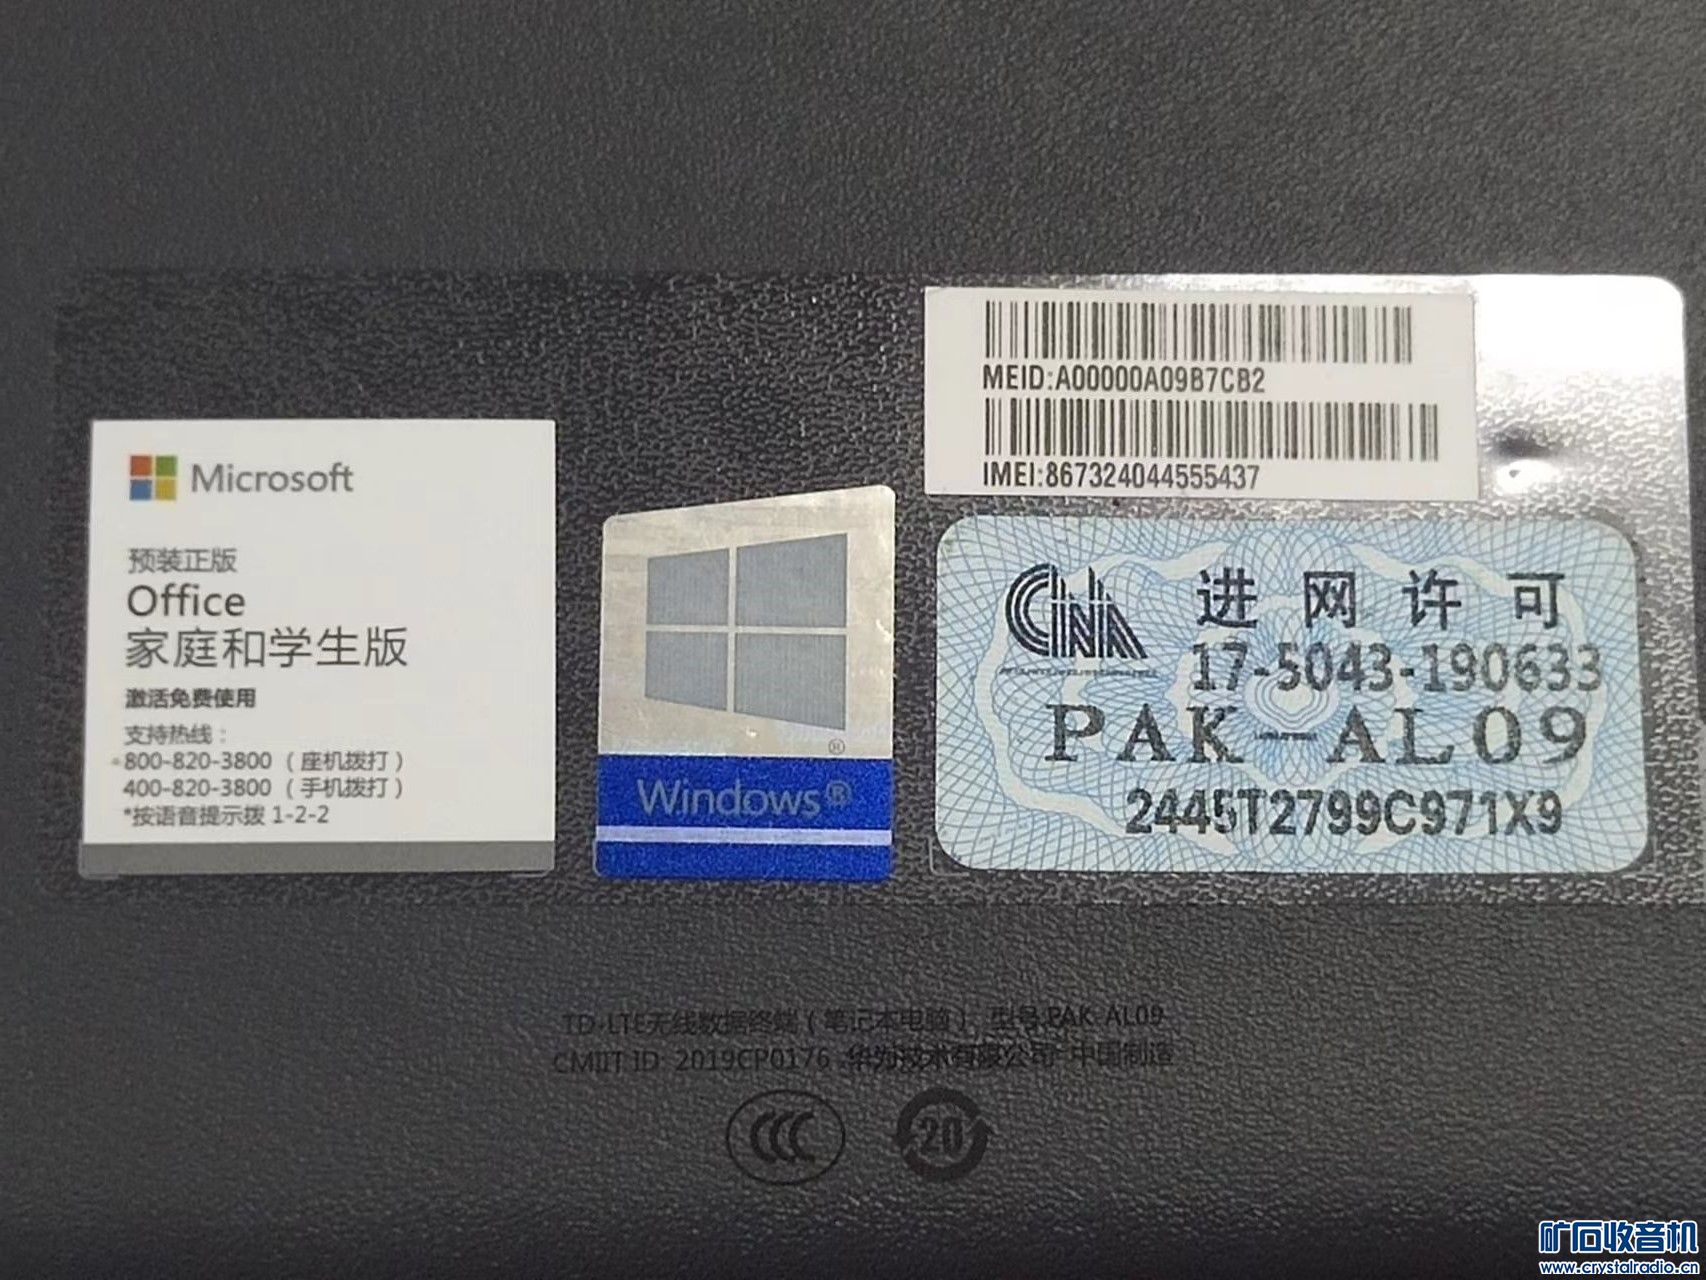 Microsoft
预装正版
Office
家庭和学生版
激活免费使用
支持热线：
800-820-3800（座机拨打）
400-820-3800（手机拨打）
*按语音提示拨 1-2-2
Windows®
MEID:A00000A09B7CB2
IMEI:867324044555437
CNA 进网许可
17-5043-190633
PAK-AL09
2445T2799C971X9
TD-LTE无线数据终端（笔记本电脑） 型号:PAK-AL09
CMIIT ID: 2019CP0176 华为技术有限公司 中国制造
CCC
20
矿石收音机
www.crystalradio.cn